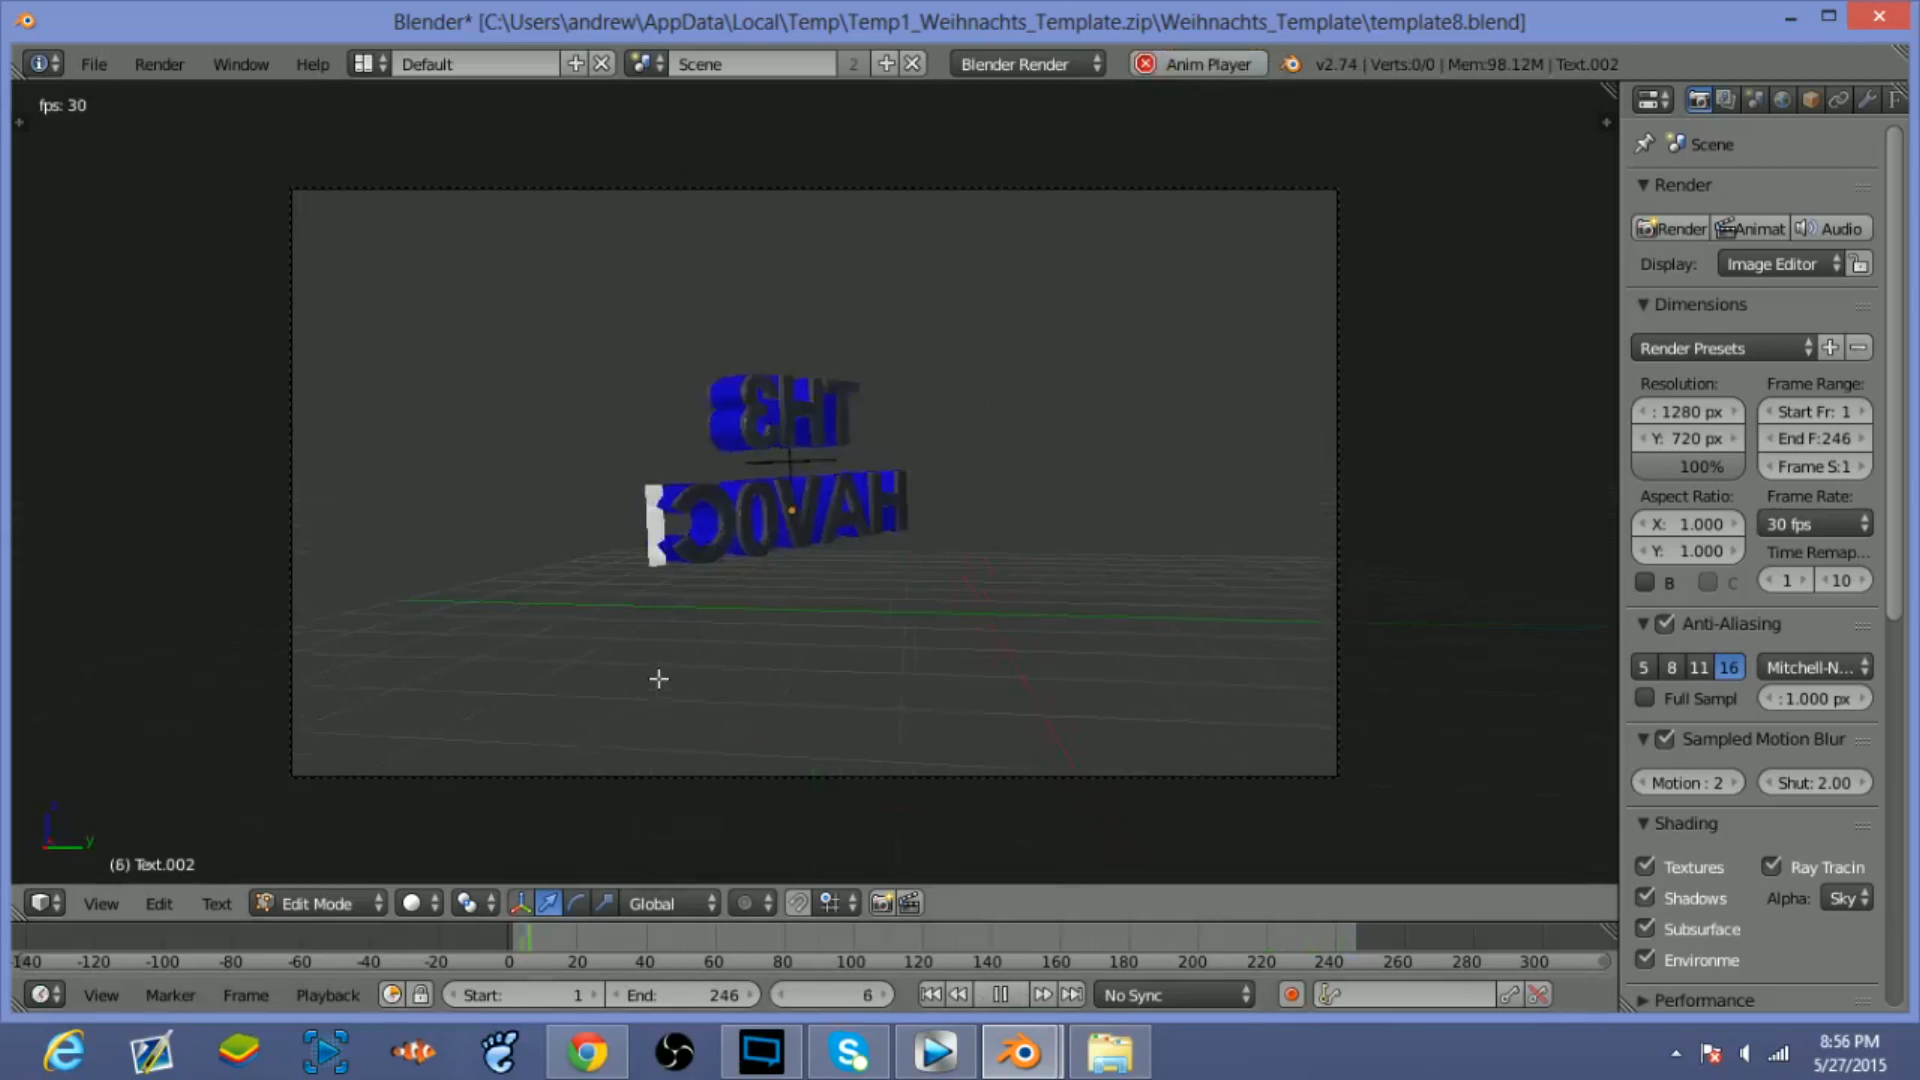 Blender* [C:\Users\andrew\AppData\Local\Temp\Temp1_Weihnachts_Template.zip\Weihnachts_Template\template8.blend]
File Render Window Help Default Scene 2 Blender Render Anim Player v2.74 | Verts:0/0 | Mem:98.12M | Text.002
fps: 30
Scene
Render
Render Animat Audio
Display: Image Editor
Dimensions
Render Presets
Resolution: Frame Range:
: 1280 px Start Fr: 1
Y: 720 px End F:246
100% Frame S:1
Aspect Ratio: Frame Rate:
X: 1.000 30 fps
Y: 1.000 Time Remap...
B C 1 10
Anti-Aliasing
5 8 11 16 Mitchell-N...
Full Sampl : 1.000 px
Sampled Motion Blur
Motion : 2 Shut: 2.00
Shading
Textures Ray Tracin
Shadows Alpha: Sky
Subsurface
Environme
Performance
TH3
HAVOC
y
(6) Text.002
View Edit Text Edit Mode Global
-140 -120 -100 -80 -60 -40 -20 0 20 40 60 80 100 120 140 160 180 200 220 240 260 280 300
View Marker Frame Playback Start: 1 End: 246 6 No Sync
8:56 PM
5/27/2015